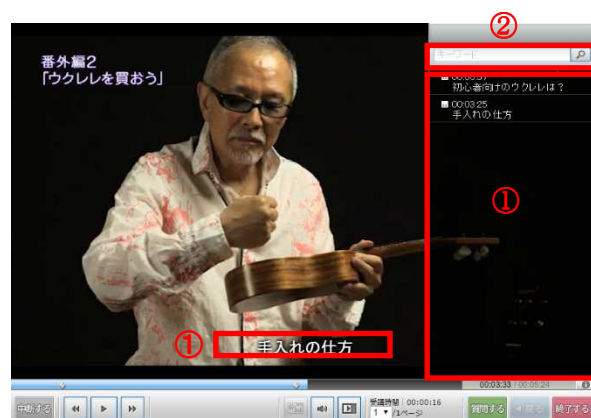 ②
番外編2
「ウクレレを買おう」
キーワード
初心者向けのウクレレは？
00:03:25
手入れの仕方
①
①
手入れの仕方
00:03:33 / 00:05:24
中断する
受講時間：00:00:16
1 /1ページ
質問する
戻る
終了する